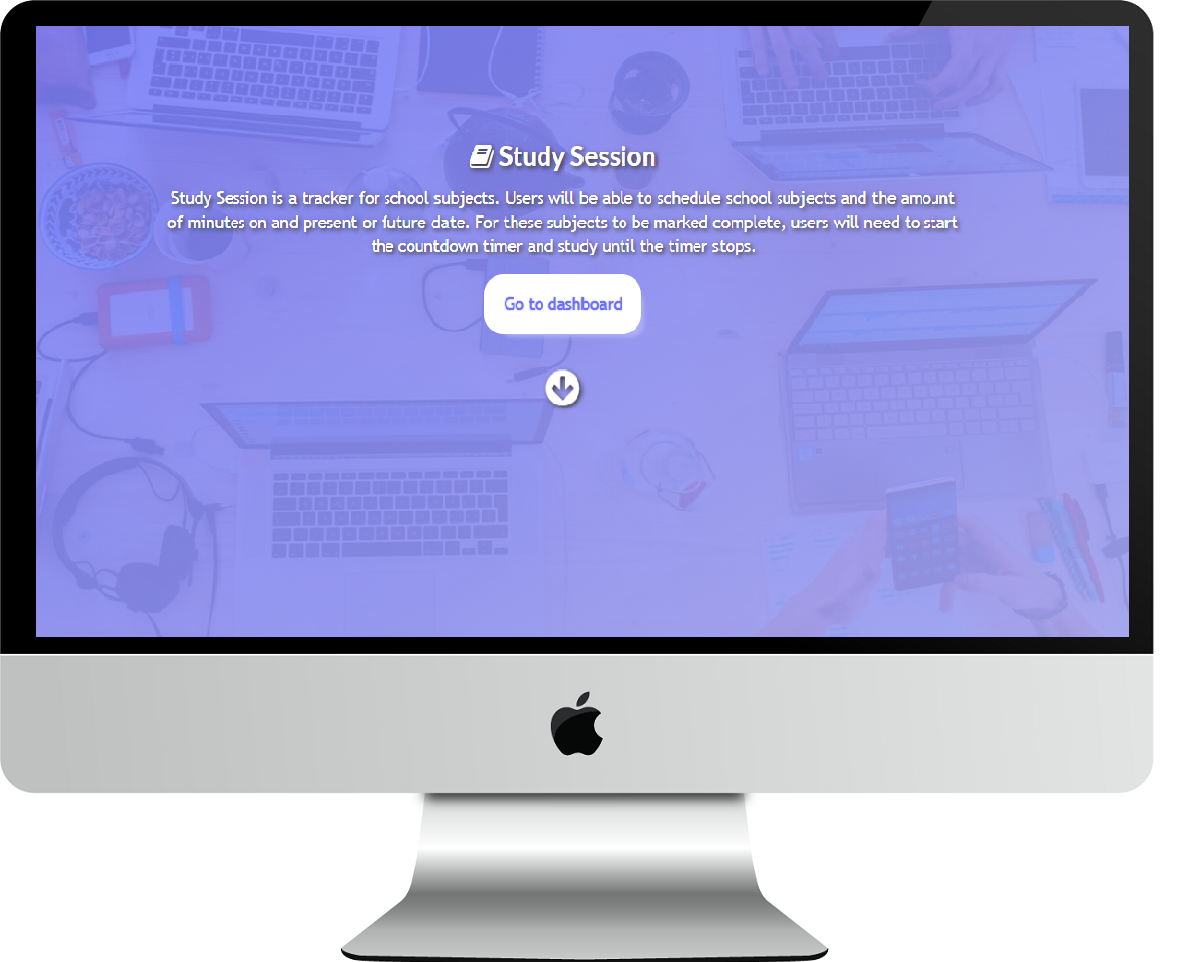 Study Session
Study Session is a tracker for school subjects. Users will be able to schedule school subjects and the amount
of minutes on and present or future date. For these subjects to be marked complete, users will need to start
the countdown timer and study until the timer stops.
Go to dashboard